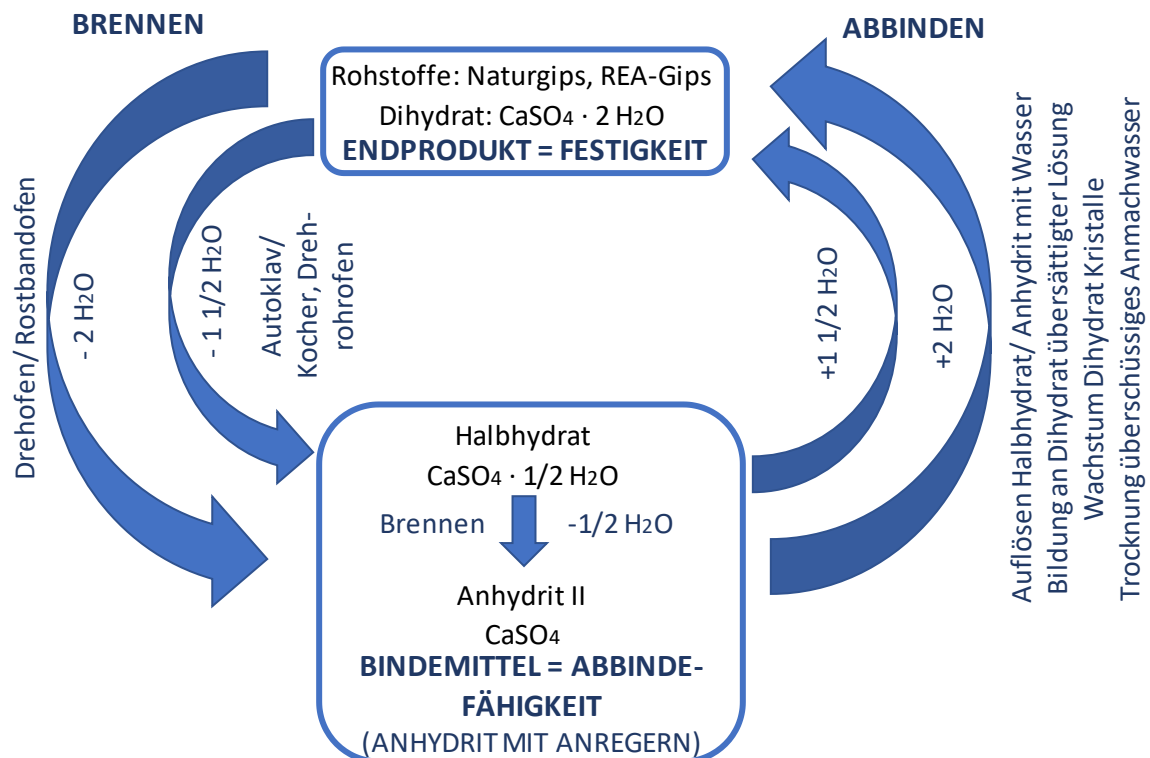 BRENNEN
ABBINDEN
Rohstoffe: Naturgips, REA-Gips
Dihydrat: CaSO4 · 2 H2O
ENDPRODUKT = FESTIGKEIT
Drehofen/ Rostbandofen
- 2 H2O
- 1 1/2 H2O
Autoklav/
Kocher, Dreh-
rohrofen
+1 1/2 H2O
+2 H2O
Auflösen Halbhydrat/ Anhydrit mit Wasser
Bildung an Dihydrat übersättigter Lösung
Wachstum Dihydrat Kristalle
Trocknung überschüssiges Anmachwasser
Halbhydrat
CaSO4 · 1/2 H2O
Brennen -1/2 H2O
Anhydrit II
CaSO4
BINDEMITTEL = ABBINDE-
FÄHIGKEIT
(ANHYDRIT MIT ANREGERN)